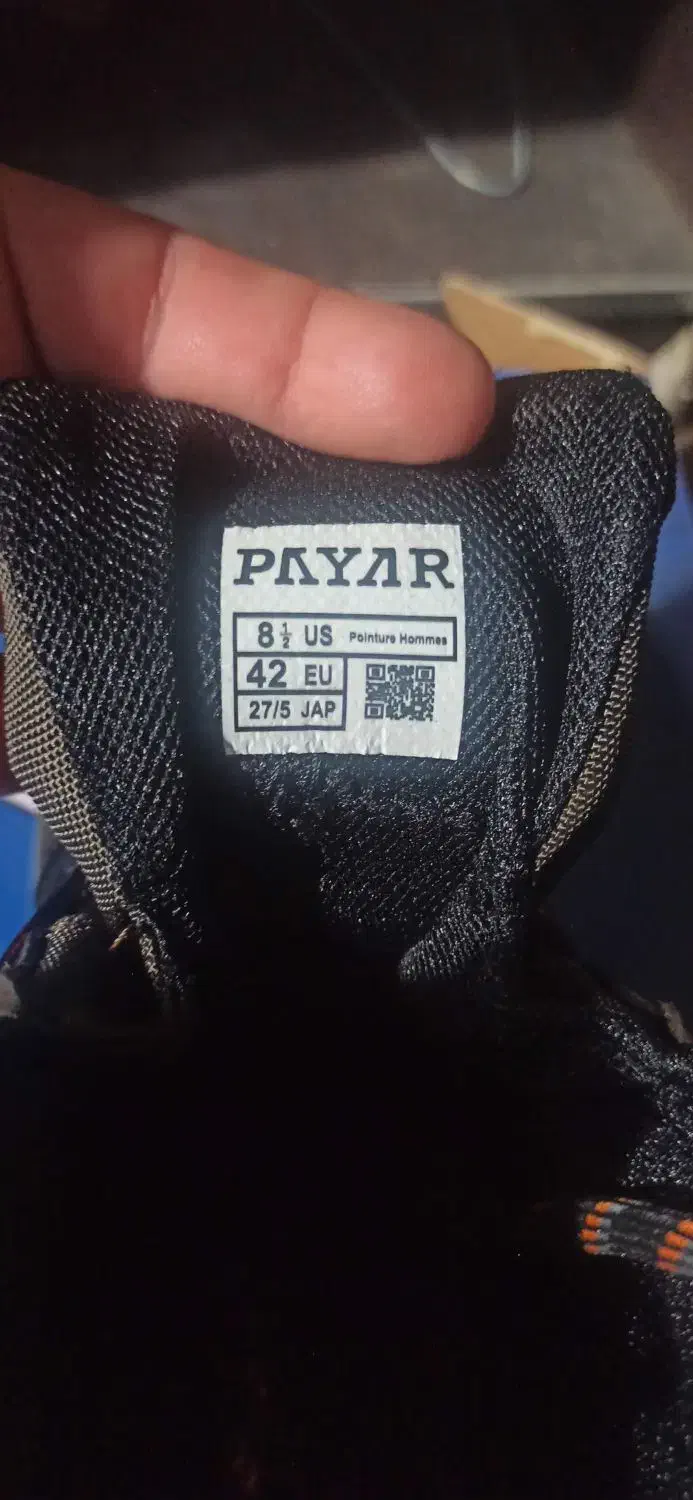 PAYAR
8 ½ US Pointure Hommes
42 EU
27/5 JAP